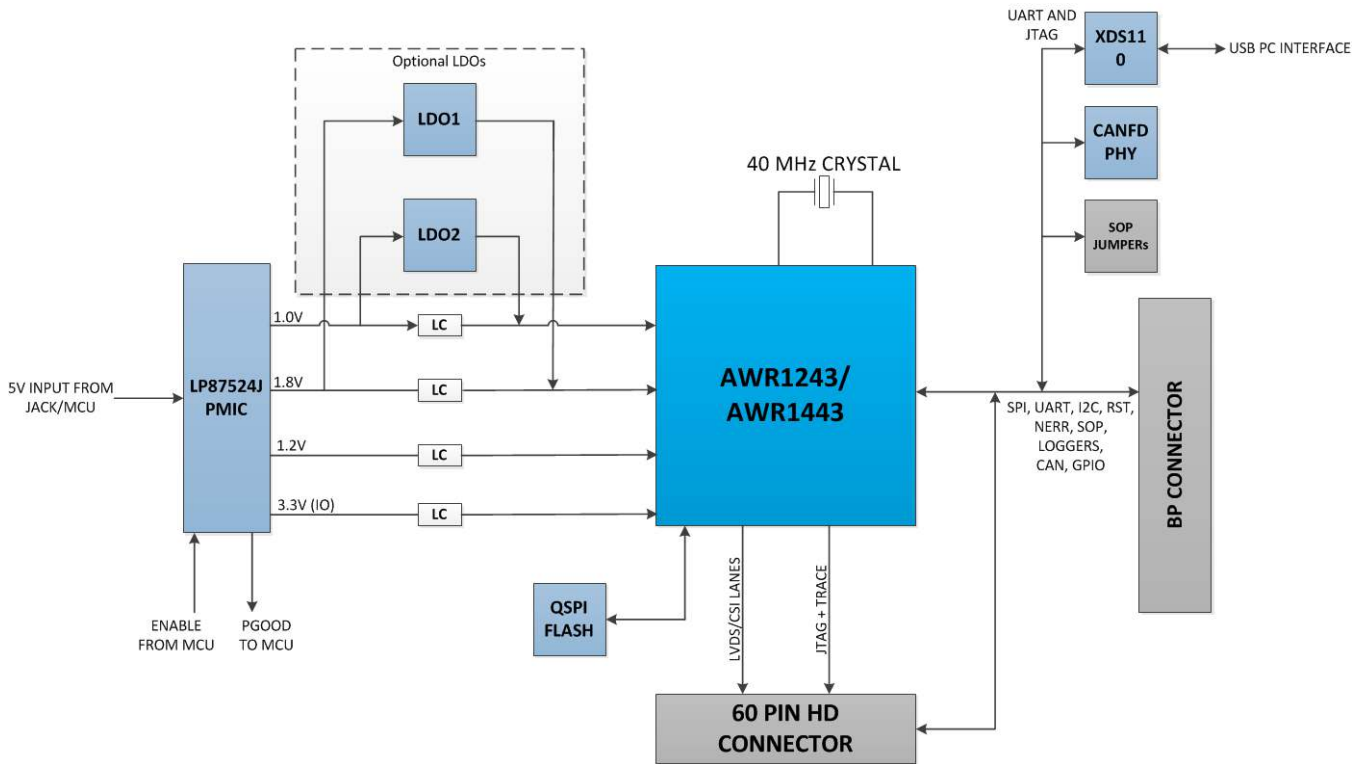 UART AND
JTAG
XDS11
0
USB PC INTERFACE
Optional LDOs
LDO1
CANFD
PHY
40 MHz CRYSTAL
LDO2
SOP
JUMPERs
1.0V
LC
5V INPUT FROM
JACK/MCU
LP87524J
PMIC
1.8V
LC
AWR1243/
AWR1443
SPI, UART, I2C, RST,
NERR, SOP,
LOGGERS,
CAN, GPIO
BP CONNECTOR
1.2V
LC
3.3V (IO)
LC
ENABLE
FROM MCU
PGOOD
TO MCU
QSPI
FLASH
LVDS/CSI LANES
JTAG + TRACE
60 PIN HD
CONNECTOR